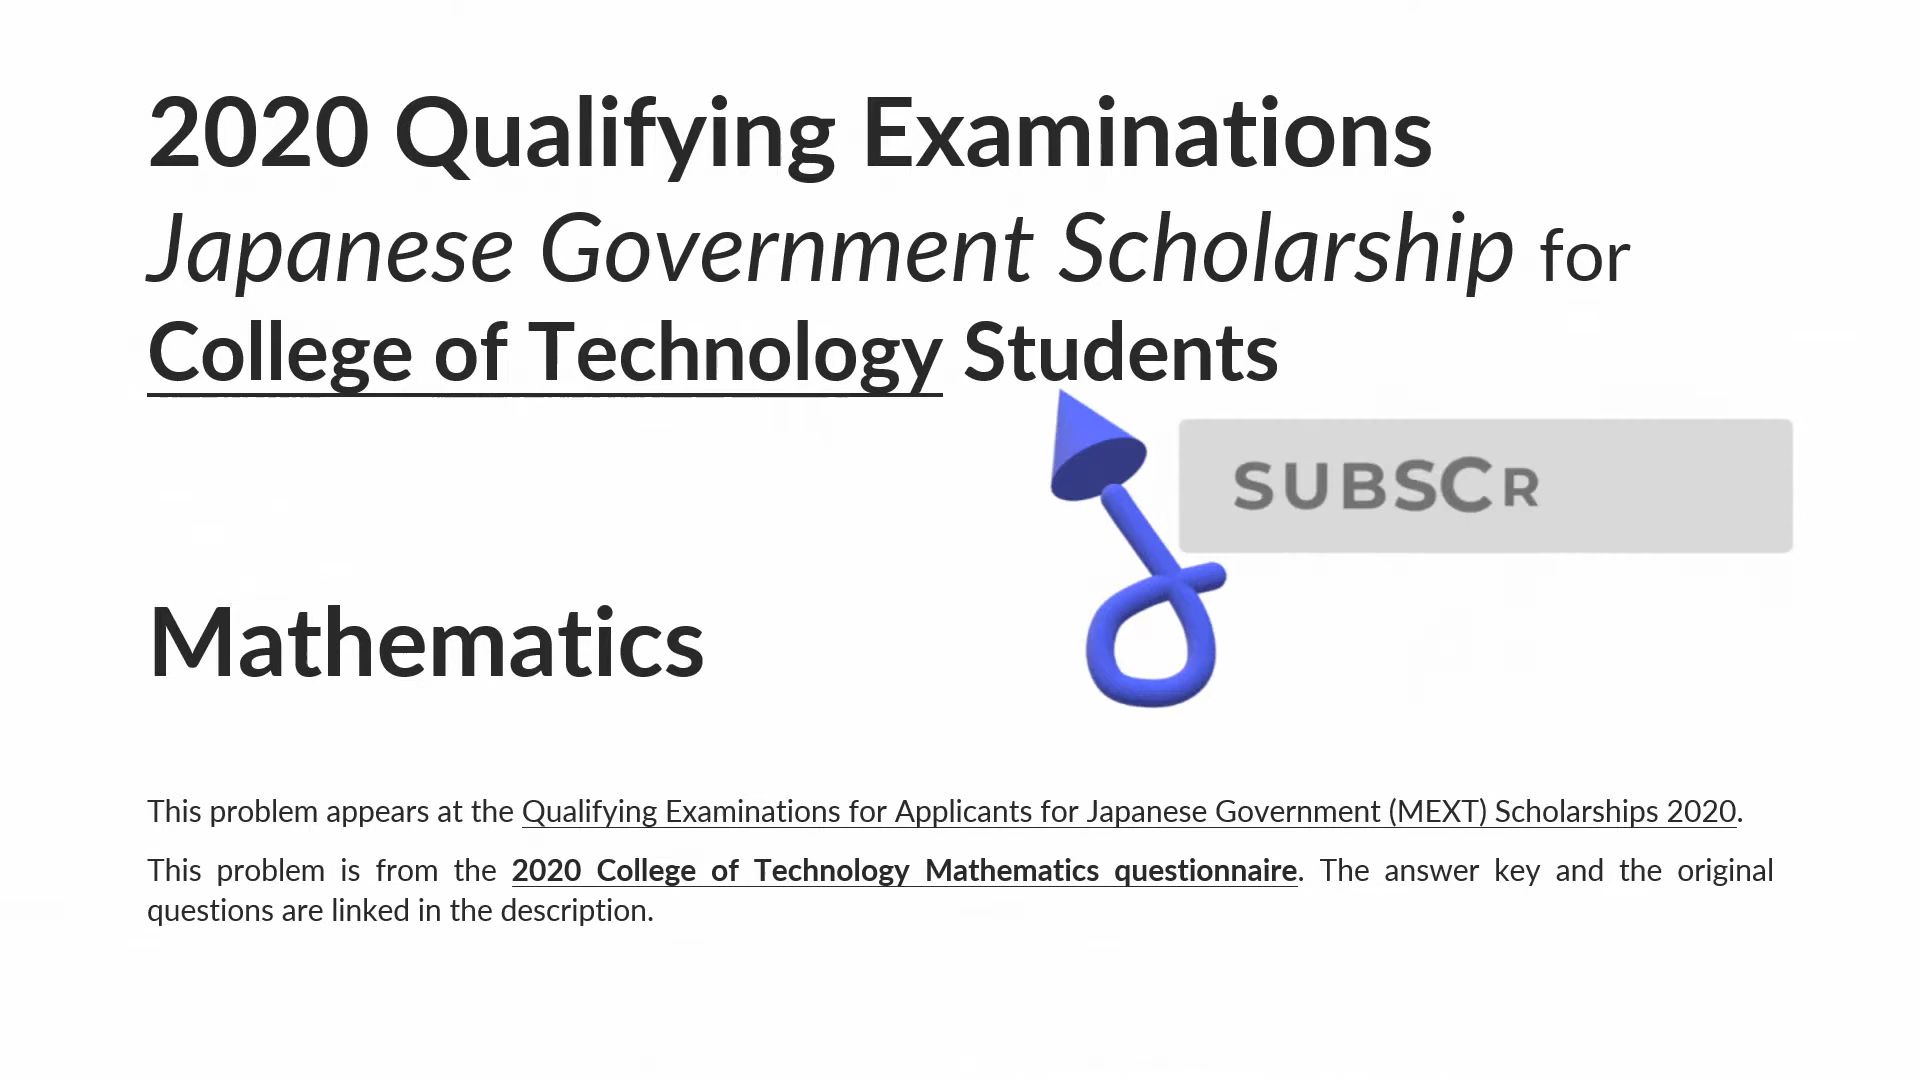 2020 Qualifying Examinations
Japanese Government Scholarship for
College of Technology Students
SUBSCR
Mathematics
This problem appears at the Qualifying Examinations for Applicants for Japanese Government (MEXT) Scholarships 2020.
This problem is from the 2020 College of Technology Mathematics questionnaire. The answer key and the original
questions are linked in the description.